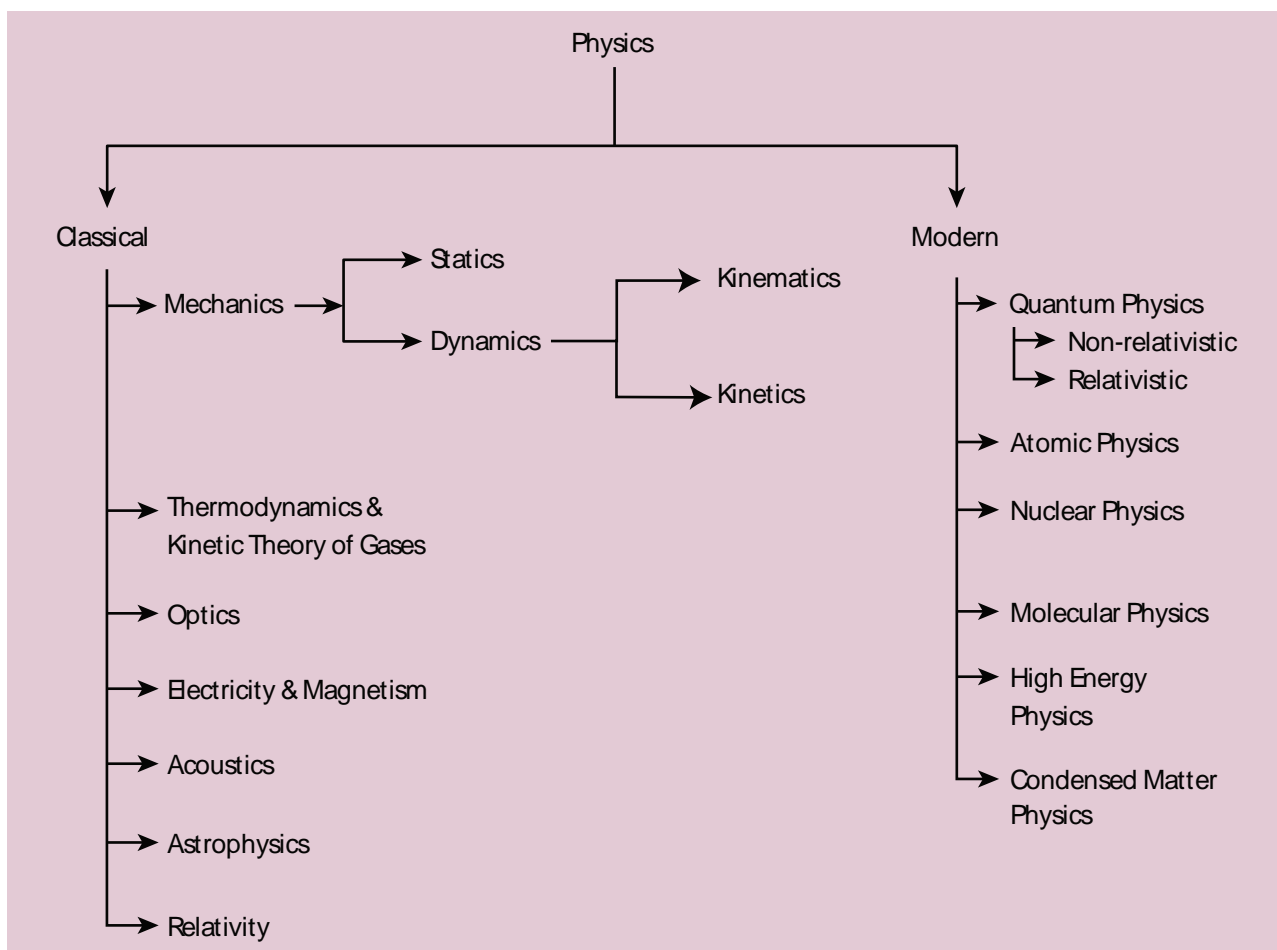 Physics
Classical
Mechanics
Statics
Dynamics
Kinematics
Kinetics
Thermodynamics &
Kinetic Theory of Gases
Optics
Electricity & Magnetism
Acoustics
Astrophysics
Relativity
Modern
Quantum Physics
Non-relativistic
Relativistic
Atomic Physics
Nuclear Physics
Molecular Physics
High Energy
Physics
Condensed Matter
Physics